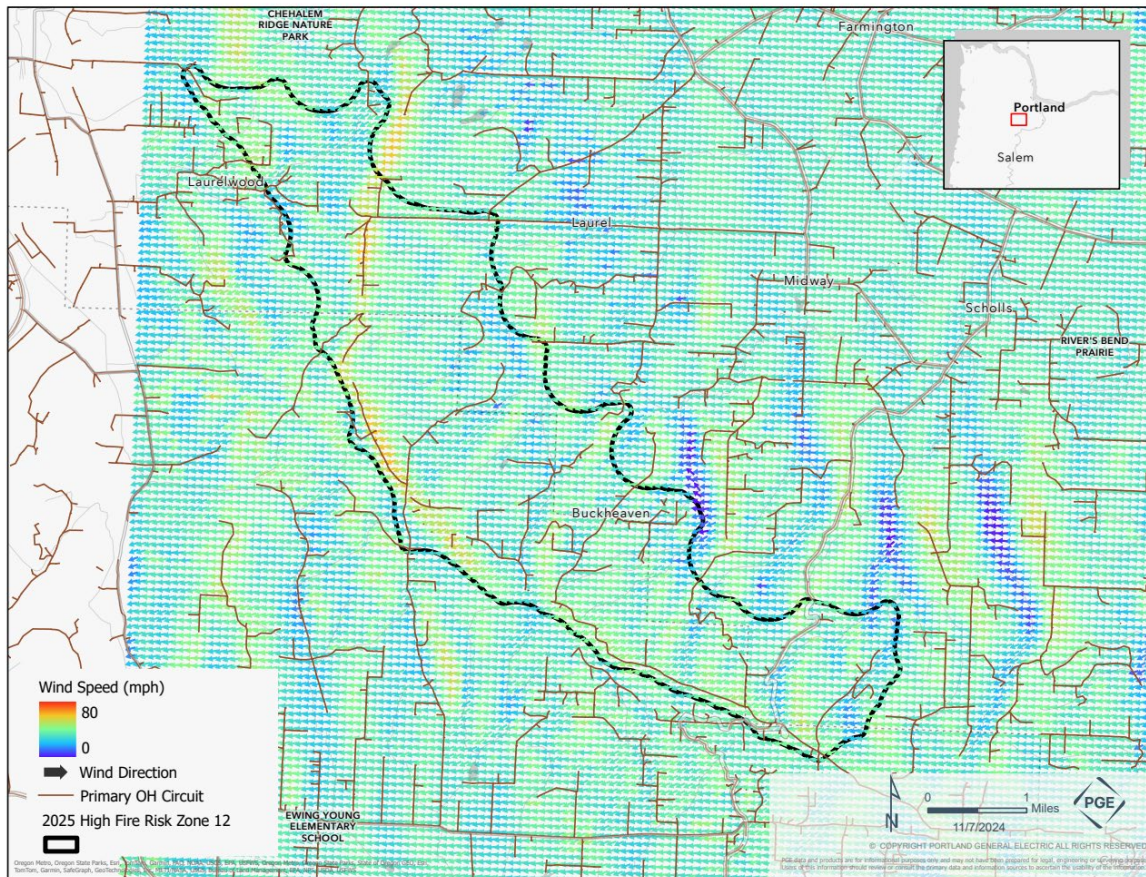 CHEHALEM
RIDGE NATURE
PARK
Farmington
Portland
Salem
Laurelwood
Laurel
Midway
Scholls
RIVER'S BEND
PRAIRIE
Buckheaven
Wind Speed (mph)
80
0
Wind Direction
Primary OH Circuit
2025 High Fire Risk Zone 12
EWING YOUNG
ELEMENTARY
SCHOOL
N
0 1
Miles
11/7/2024
PGE
© COPYRIGHT PORTLAND GENERAL ELECTRIC ALL RIGHTS RESERVED